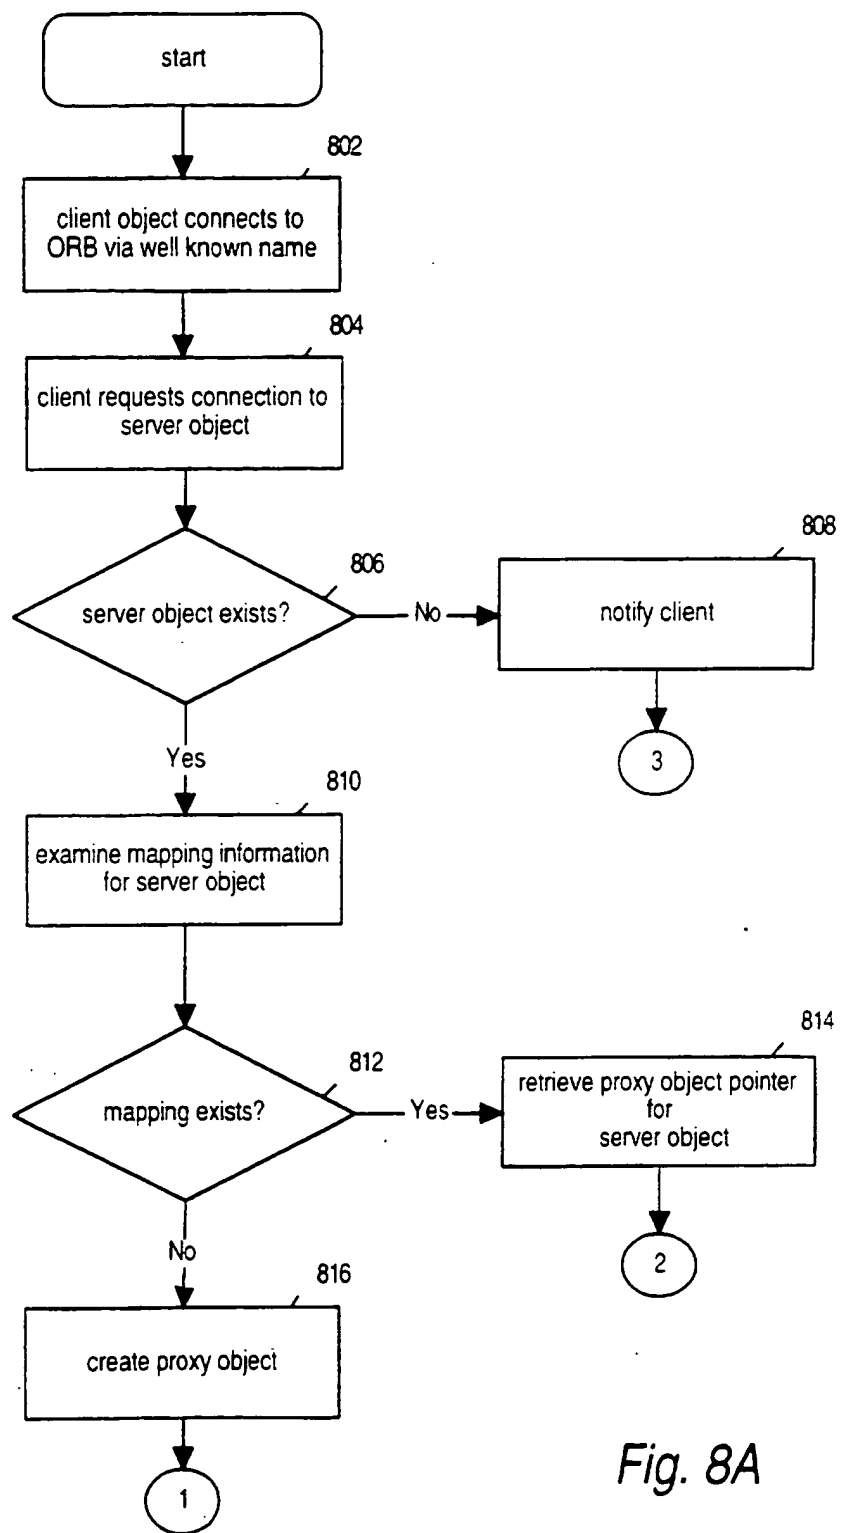 start
802
client object connects to
ORB via well known name
804
client requests connection to
server object
806
server object exists?
No
808
notify client
3
Yes
810
examine mapping information
for server object
812
mapping exists?
Yes
814
retrieve proxy object pointer
for
server object
2
No
816
create proxy object
1
Fig. 8A